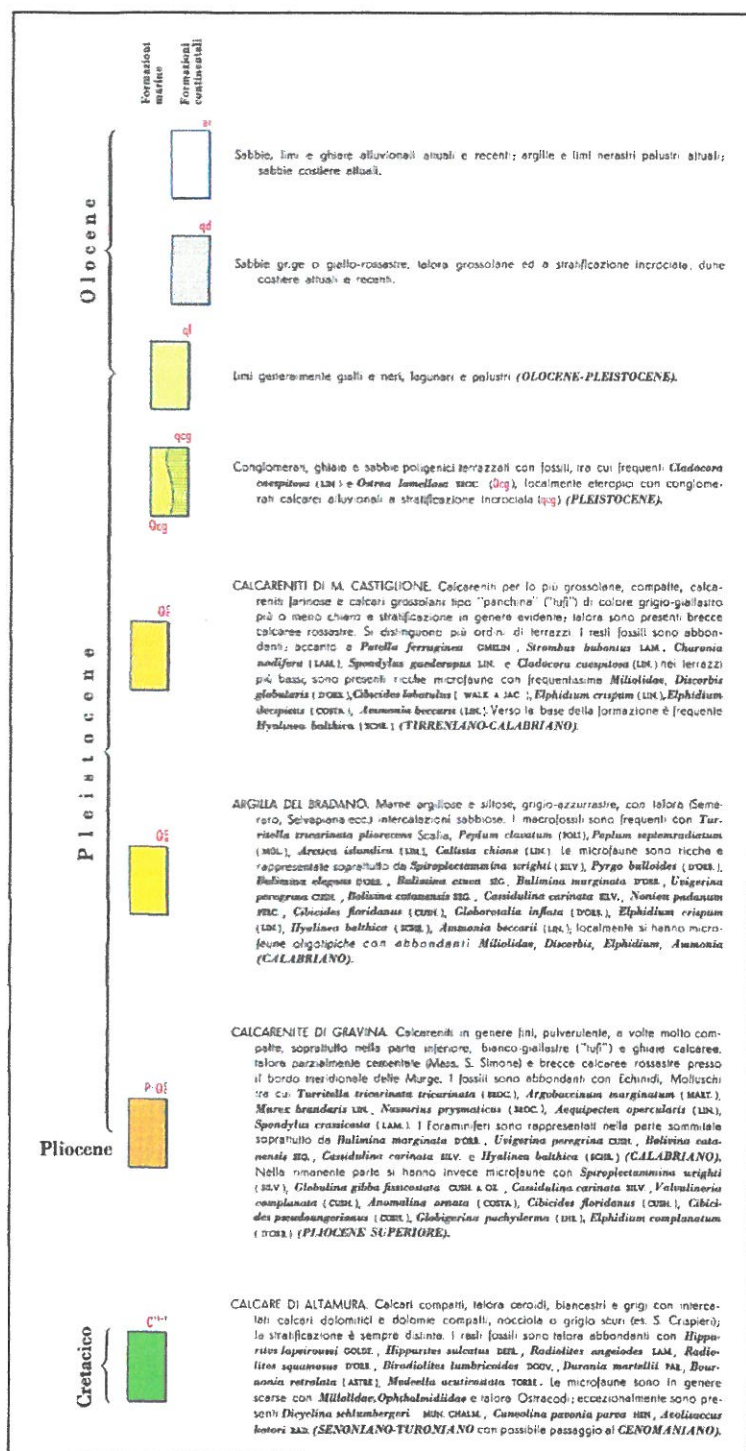 Formazioni marine
Formazioni continentali
Olocene
Pleistocene
Pliocene
Cretacico
ac
Sabbie, limi e ghiaie alluvionali attuali e recenti; argille e limi nerastri palustri attuali;
sabbie costiere attuali.
qd
Sabbie grige o giallo-rossastre, talora grossolane ed a stratificazione incrociata, dune
costiere attuali e recenti.
ql
Limi generalmente gialli e neri, lagunari e palustri (OLOCENE-PLEISTOCENE).
qcg
Qcg
Conglomerati, ghiaie e sabbie poligenici terrazzati con fossili, tra cui frequenti Cladocora
caespitosa (LIN.) e Ostrea lamellosa BROC. (Qcg), localmente eteropici con conglome-
rati calcarei alluvionali a stratificazione incrociata (qcg) (PLEISTOCENE).
CALCARENITI DI M. CASTIGLIONE. Calcareniti per lo più grossolane, compatte, calca-
reniti farinose e calcari grossolani tipo "panchina" ("tufi") di colore grigio-giallastro
più o meno chiaro a stratificazione in genere evidente; talora sono presenti brecce
calcaree rossastre. Si distinguono più ordini di terrazzi. I resti fossili sono abbon-
danti; accanto a Patella ferruginea GMELIN, Strombus bubonius LAM., Charonia
nodifera (LAM.), Spondylus gaederopus LIN. e Cladocora caespitosa (LIN.) nei terrazzi
più bassi, sono presenti ricche microfaune con frequentissime Miliolidae, Discorbis
globularis (D'ORB.), Cibicides lobatulus (WALK & JAC.), Elphidium crispum (LIN.), Elphidium
decipiens (COSTA), Ammonia beccarii (LIN.). Verso la base della formazione è frequente
Hyalinea balthica (SCHR.) (TIRRENIANO-CALABRIANO).
ARGILLA DEL BRADANO. Marne argillose e siltose, grigio-azzurrastre, con talora (Seme-
raro, Selvapiana ecc.) intercalazioni sabbiose. I macrofossili sono frequenti con Tur-
ritella tricarinata pliorecens Scalia, Peplum clavatum (POLI), Peplum septemradiatum
(MÜL.), Arctica islandica (LIN.), Callista chione (LIN.). Le microfaune sono ricche e
rappresentate soprattutto da Spiroplectammina wrighti (SILV.), Pyrgo bulloides (D'ORB.),
Bulimina elegans D'ORB., Bulimina etnea SEG., Bulimina marginata D'ORB., Uvigerina
peregrina CUSH., Bolivina catanensis SEG., Cassidulina carinata SILV., Nonion padanum
PERC., Cibicides floridanus (CUSH.), Globorotalia inflata (D'ORB.), Elphidium crispum
(LIN.), Hyalinea balthica (SCHR.), Ammonia beccarii (LIN.); localmente si hanno micro-
faune oligotipiche con abbondanti Miliolidae, Discorbis, Elphidium, Ammonia
(CALABRIANO).
CALCARENITE DI GRAVINA. Calcareniti in genere fini, pulverulente, a volte molto com-
patte, soprattutto nella parte inferiore, bianco-giallastre ("tufi") e ghiaie calcaree,
talora parzialmente cementate (Mass. S. Simone) e brecce calcaree rossastre presso
il bordo meridionale delle Murge. I fossili sono abbondanti con Echinidi, Molluschi
tra cui Turritella tricarinata tricarinata (BROC.), Argobuccinum marginatum (MART.),
Murex brandaris LIN., Nassarius prysmaticus (BROC.), Aequipecten opercularis (LIN.),
Spondylus crassicosta (LAM.). I Foraminiferi sono rappresentati nella parte sommitale
soprattutto da Bulimina marginata D'ORB., Uvigerina peregrina CUSH., Bolivina cata-
nensis SEG., Cassidulina carinata SILV. e Hyalinea balthica (SCHR.) (CALABRIANO).
Nella rimanente parte si hanno invece microfaune con Spiroplectammina wrighti
(SILV.), Globulina gibba fissicostata CUSH. & OZ., Cassidulina carinata SILV., Valvulineria
complanata (CUSH.), Anomalina ornata (COSTA), Cibicides floridanus (CUSH.), Cibici-
des pseudoungerianus (CUSH.), Globigerina pachyderma (EHR.), Elphidium complanatum
(D'ORB.) (PLIOCENE SUPERIORE).
CALCARE DI ALTAMURA. Calcari compatti, talora ceroidi, biancastri e grigi con interca-
lati calcari dolomitici e dolomie compatti, nocciola o grigio scuri (es. S. Crispieri);
la stratificazione è sempre distinta. I resti fossili sono talora abbondanti con Hippu-
rites lapeirousei GOLDF., Hippurites sulcatus DEFR., Radiolites angeiodes LAM., Radio-
lites squamosus D'ORB., Biradiolites lumbricoides DOUV., Durania martellii PAR., Bour-
nonia retrolata (ASTRE), Medeella acuticostata TORRE. Le microfaune sono in genere
scarse con Miliolidae, Ophthalmidiidae e talora Ostracodi; eccezionalmente sono pre-
senti Dicyclina schlumbergeri MUN. CHALM., Cuneolina pavonia parva HEN., Aeolisaccus
kotori RAD. (SENONIANO-TURONIANO con possibile passaggio al CENOMANIANO).